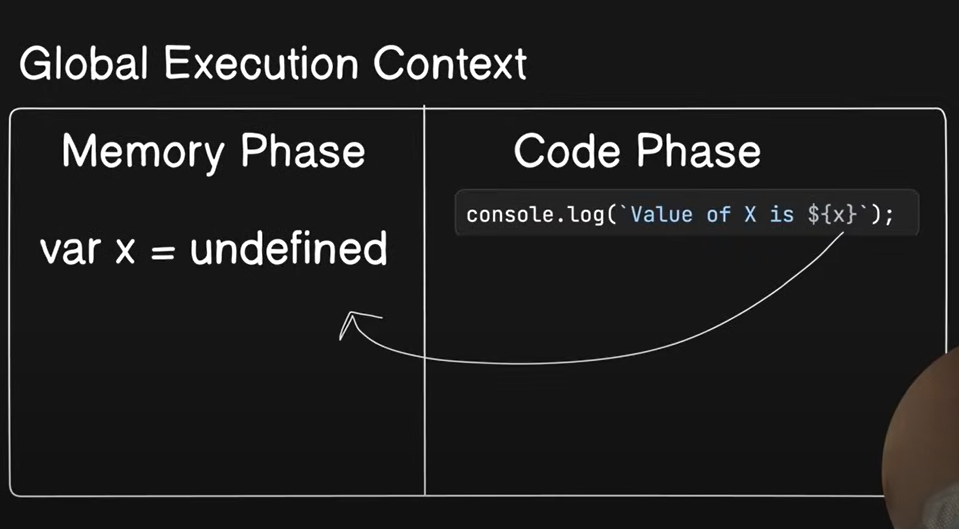 Global Execution Context
Memory Phase
var x = undefined
Code Phase
console.log(`Value of X is ${x}`);